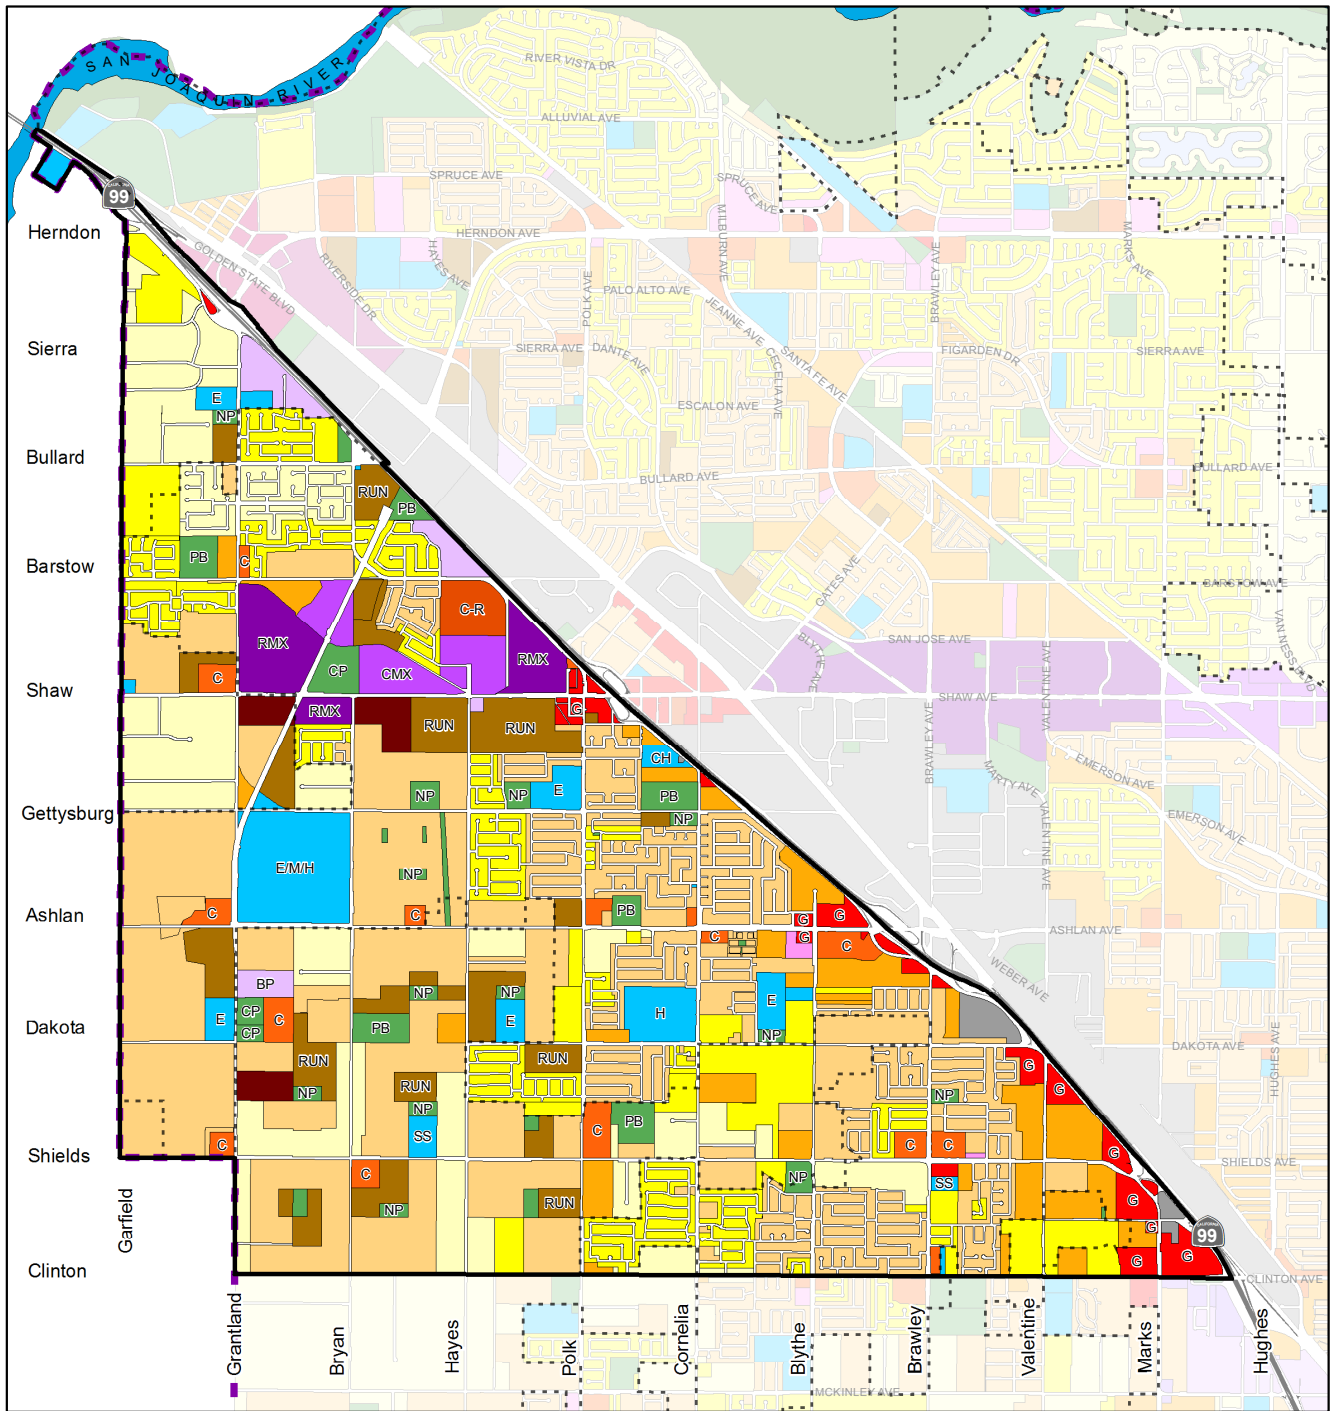 SAN JOAQUIN RIVER
RIVER VISTA DR
ALLUVIAL AVE
SPRUCE AVE
SPRUCE AVE
CALIFORNIA
99
Herndon
HERNDON AVE
HAYES AVE
MILBURN AVE
MARKS AVE
GOLDEN STATE BLVD
RIVERSIDE DR
POLK AVE
PALO ALTO AVE
BRAWLEY AVE
JEANNE AVE
Sierra
SIERRA AVE
DANTE AVE
CECELIA AVE
SANTA FE AVE
FIGARDEN DR
SIERRA AVE
E
NP
ESCALON AVE
Bullard
BULLARD AVE
BULLARD AVE
RUN
PB
Barstow
PB
C
GATES AVE
BARSTOW AVE
C-R
VAN NESS BLVD
RMX
RMX
BLYTHE AVE
SAN JOSE AVE
VALENTINE AVE
CP
CMX
C
Shaw
SHAW AVE
RMX
G
RUN
RUN
BRAWLEY AVE
CH
MARTY AVE
EMERSON AVE
NP
NP
E
PB
Gettysburg
NP
VALENTINE AVE
EMERSON AVE
E/M/H
NP
Ashlan
C
C
PB
G
G
ASHLAN AVE
C
G
C
WEBER AVE
BP
NP
NP
E
CP
E
C
H
Dakota
PB
E
CP
NP
DAKOTA AVE
HUGHES AVE
RUN
RUN
G
G
RUN
NP
NP
NP
SS
C
PB
C
C
C
G
Shields
SHIELDS AVE
C
NP
SS
RUN
G
NP
Garfield
G
CALIFORNIA
99
G
G
Clinton
CLINTON AVE
Grantland
Bryan
Hayes
Polk
Cornelia
Blythe
Brawley
Valentine
Marks
Hughes
MCKINLEY AVE